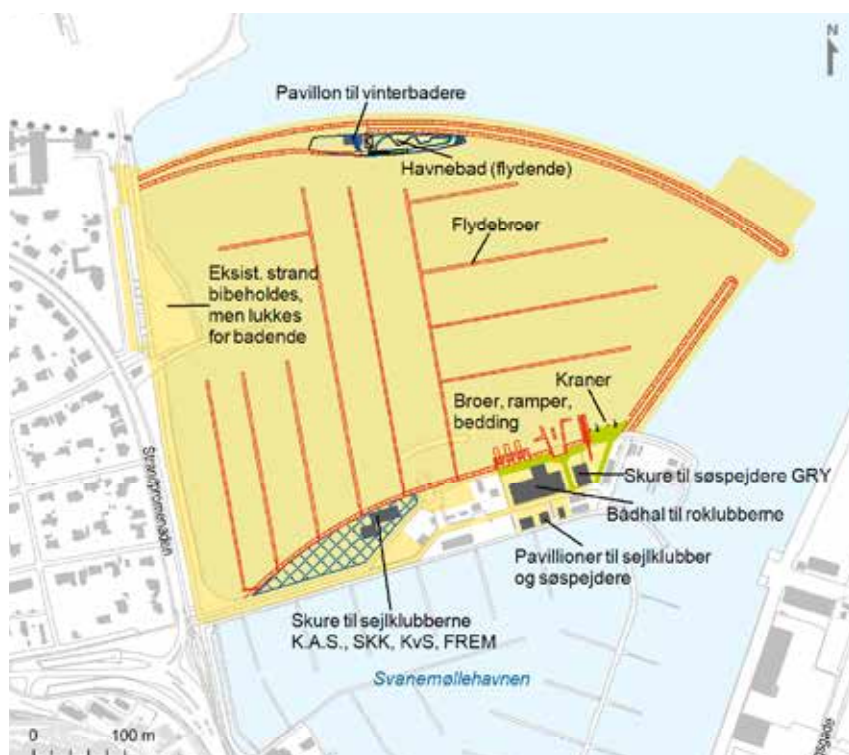 N
Pavillon til vinterbadere
Havnebad (flydende)
Flydebroer
Eksist. strand
bibeholdes,
men lukkes
for badende
Kraner
Broer, ramper,
bedding
Strandpromenaden
Skure til søspejdere GRY
Bådhal til roklubberne
Pavillioner til sejlklubber
og søspejdere
Skure til sejlklubberne
K.A.S., SKK, KvS, FREM
Svanemøllehavnen
0 100 m